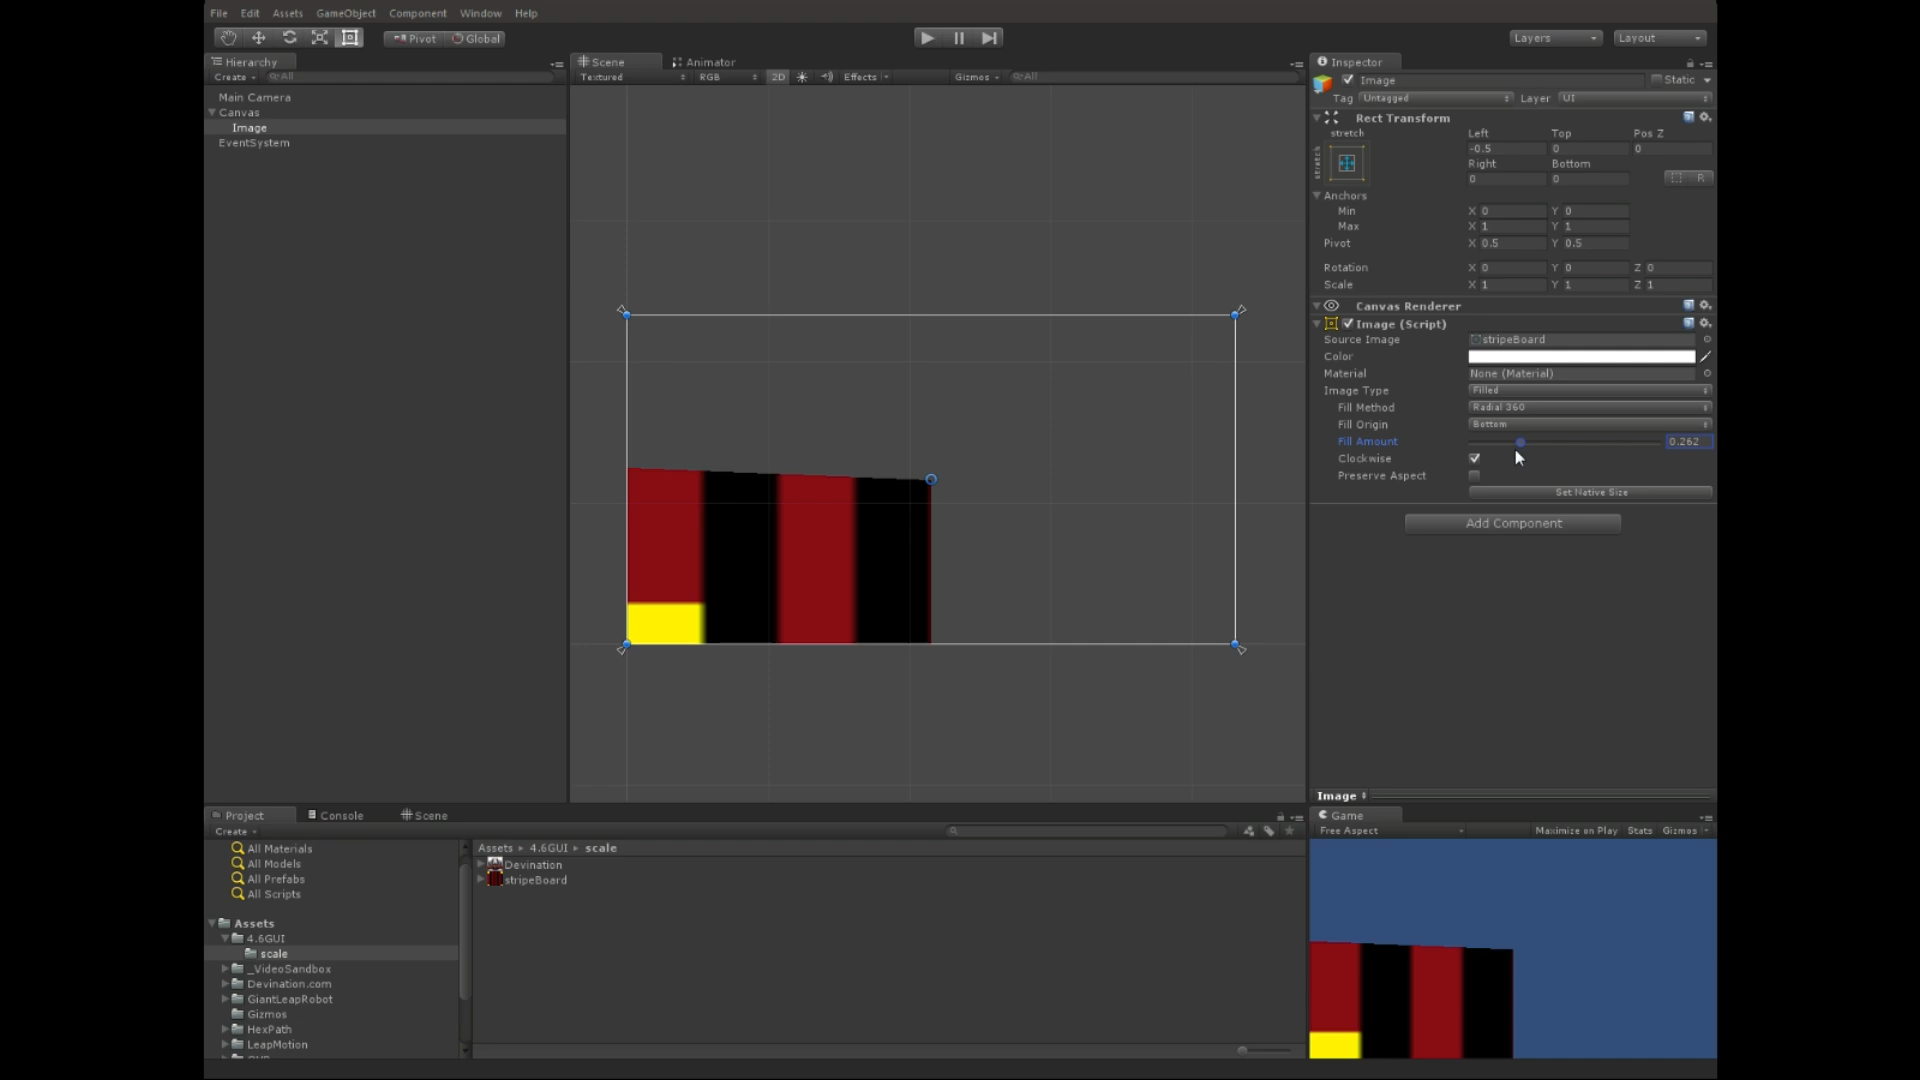 File Edit Assets GameObject Component Window Help
Pivot Global Layers Layout
Hierarchy
Create All
Main Camera
Canvas
Image
EventSystem
Scene Animator
Textured RGB 2D Effects Gizmos All
Inspector
Image Static
Tag Untagged Layer UI
Rect Transform
stretch Left Top Pos Z
stretch -0.5 0 0
Right Bottom
0 0 R
Anchors
Min X 0 Y 0
Max X 1 Y 1
Pivot X 0.5 Y 0.5
Rotation X 0 Y 0 Z 0
Scale X 1 Y 1 Z 1
Canvas Renderer
Image (Script)
Source Image stripeBoard
Color
Material None (Material)
Image Type Filled
Fill Method Radial 360
Fill Origin Bottom
Fill Amount 0.262
Clockwise
Preserve Aspect
Set Native Size
Add Component
Image
Project Console Scene
Create
All Materials
All Models
All Prefabs
All Scripts
Assets
4.6GUI
scale
_VideoSandbox
Devination.com
GiantLeapRobot
Gizmos
HexPath
LeapMotion
Assets 4.6GUI scale
Devination
stripeBoard
Game
Free Aspect Maximize on Play Stats Gizmos